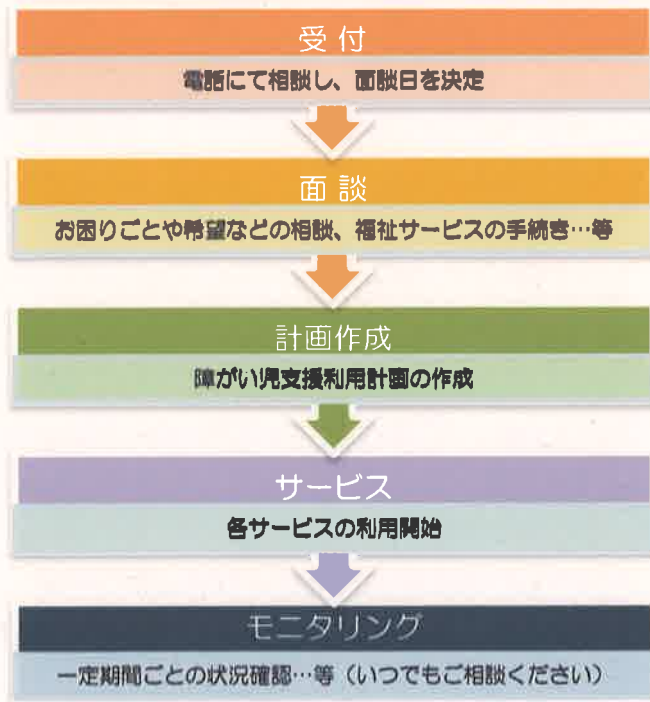 受付
電話にて相談し、面談日を決定
面談
お困りごとや希望などの相談、福祉サービスの手続き…等
計画作成
障がい児支援利用計画の作成
サービス
各サービスの利用開始
モニタリング
一定期間ごとの状況確認…等（いつでもご相談ください）